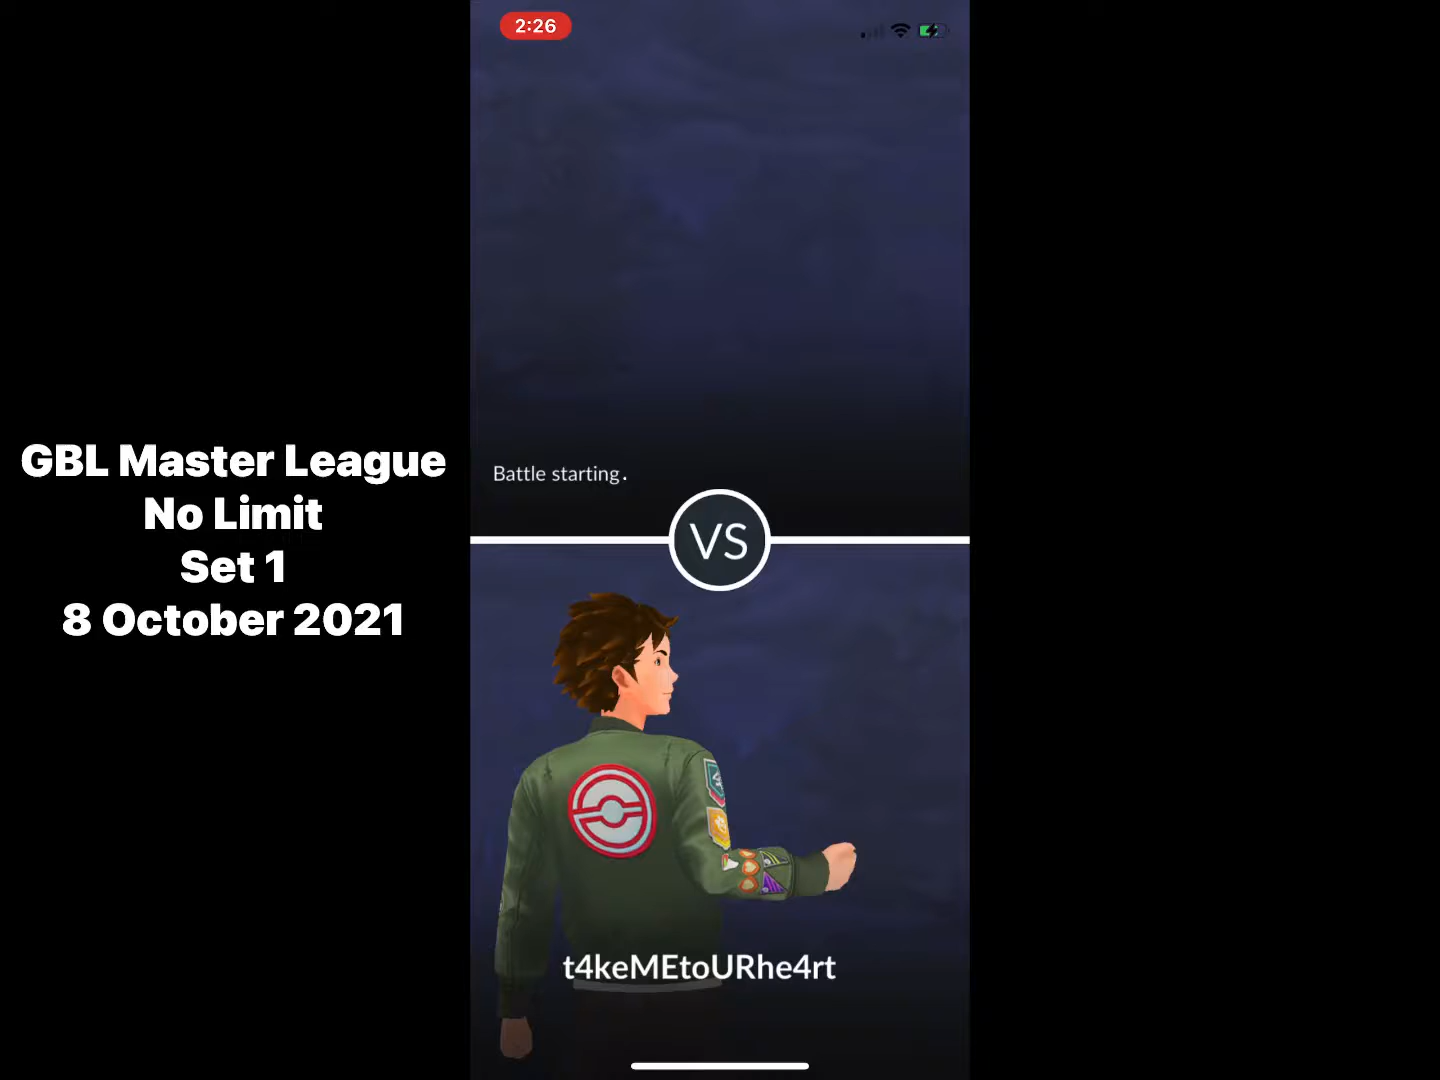 2:26
GBL Master League
No Limit
Set 1
8 October 2021
Battle starting.
VS
t4keMEtoURhe4rt